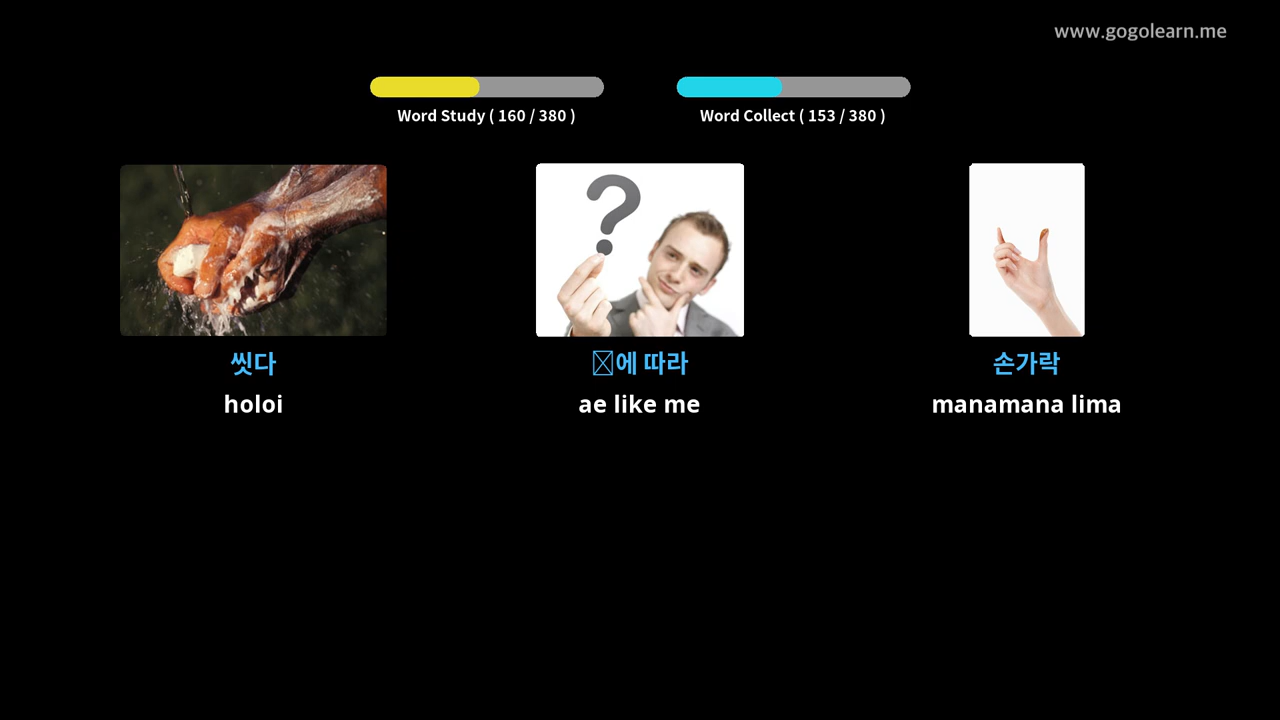 www.gogolearn.me
Word Study ( 160 / 380 )
Word Collect ( 153 / 380 )
씻다
에 따라
손가락
holoi
ae like me
manamana lima